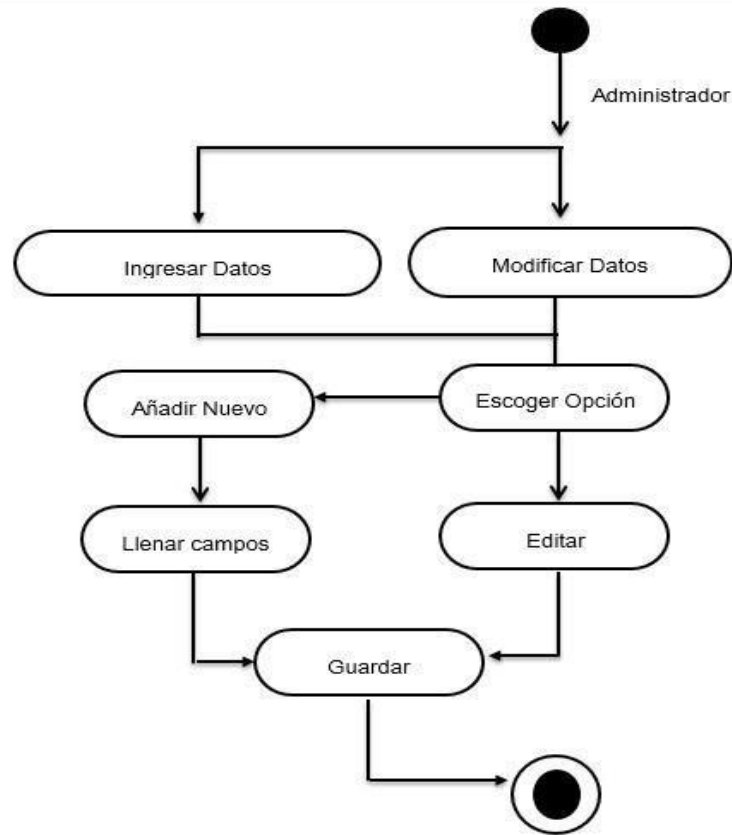 Administrador
Ingresar Datos
Modificar Datos
Añadir Nuevo
Escoger Opción
Llenar campos
Editar
Guardar